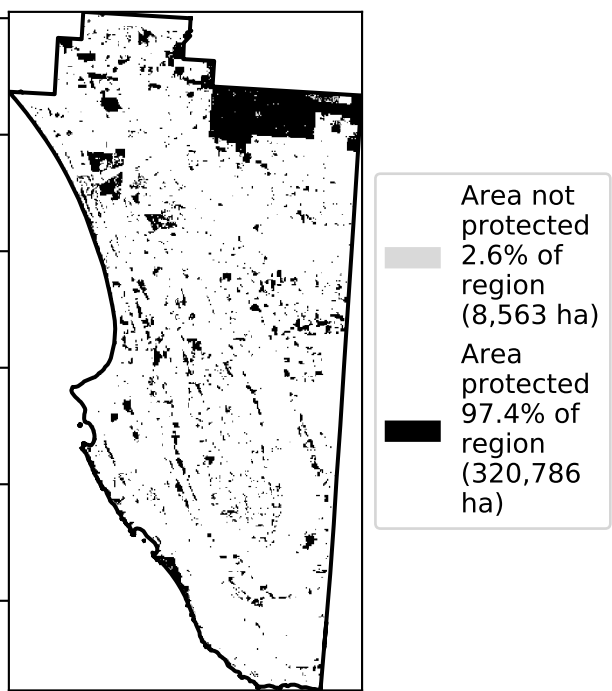 Area not
protected
2.6% of
region
(8,563 ha)
Area
protected
97.4% of
region
(320,786
ha)